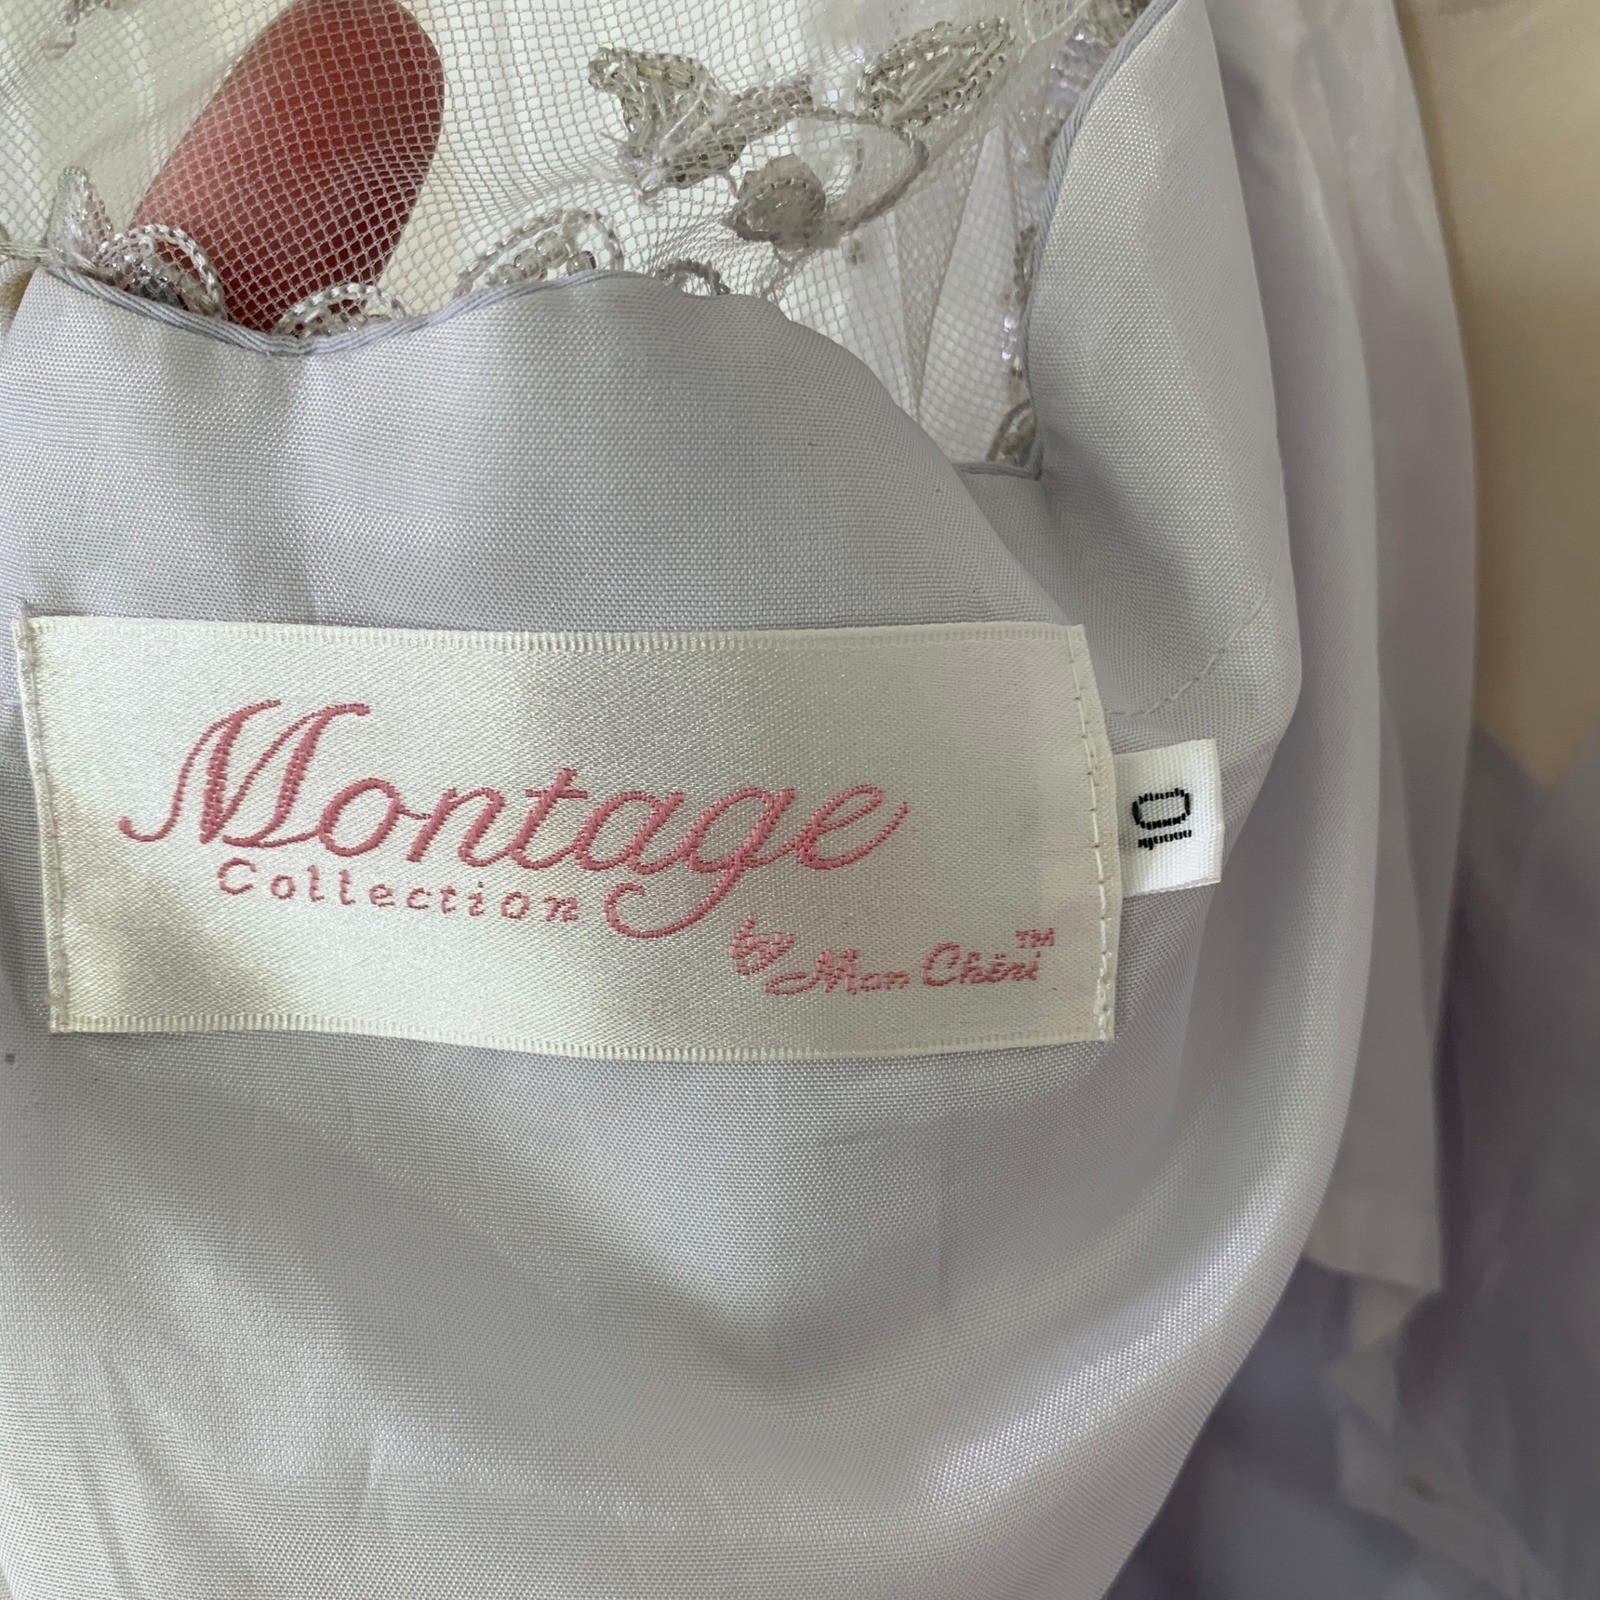 Montage
Collection
by Mon Chéri™
10